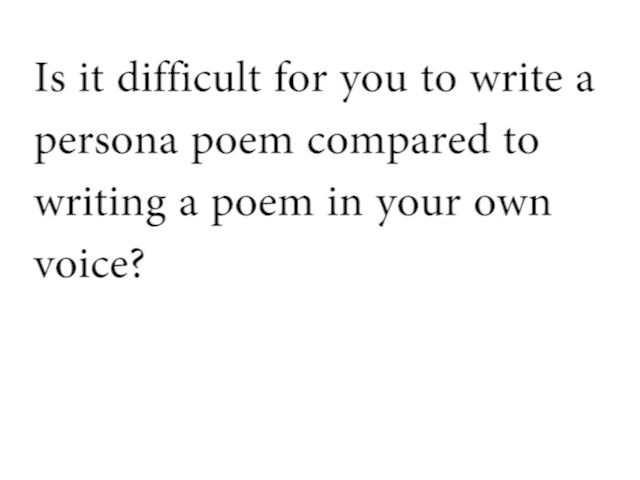 Is it difficult for you to write a
persona poem compared to
writing a poem in your own
voice?